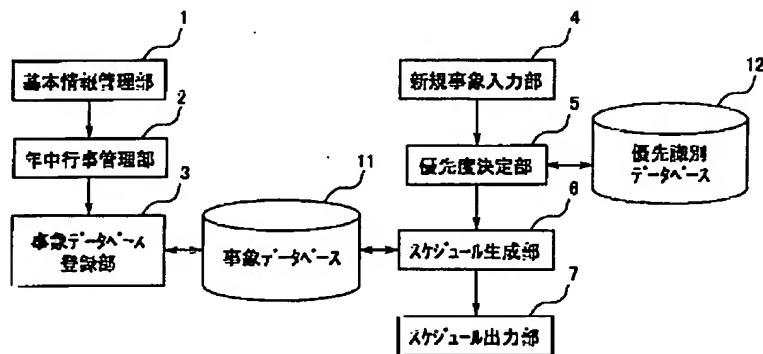 1
基本情報管理部
2
年中行事管理部
3
事象データベース
登録部
11
事象データベース
4
新規事象入力部
5
優先度決定部
12
優先識別
データベース
6
スケジュール生成部
7
スケジュール出力部